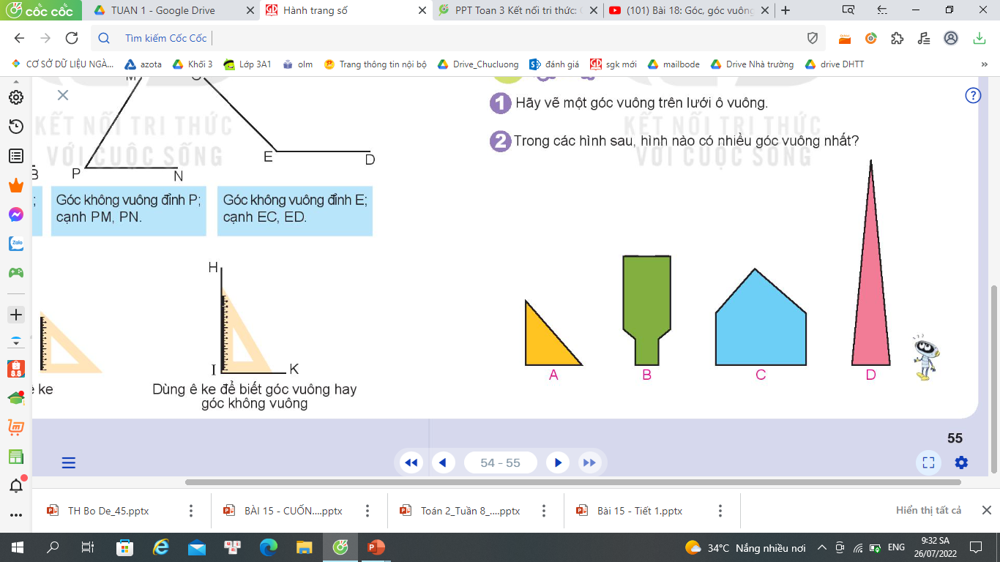 cốc cốc
TUAN 1 - Google Drive
Hành trang số
PPT Toan 3 Kết nối tri thức:
(101) Bài 18: Góc, góc vuông
Tìm kiếm Cốc Cốc
CƠ SỞ DỮ LIỆU NGÀ...
azota
Khối 3
Lớp 3A1
olm
Trang thông tin nội bộ
Drive_Chucluong
đánh giá
sgk mới
mailbode
Drive Nhà trường
drive DHTT
»
M
KẾT NỐI TRI THỨC
VỚI CUỘC SỐNG
E
D
B
P
N
;
Góc không vuông đỉnh P;
cạnh PM, PN.
Góc không vuông đỉnh E;
cạnh EC, ED.
H
I
K
ê ke
Dùng ê ke để biết góc vuông hay
góc không vuông
KẾT NỐI TRI THỨC
VỚI CUỘC SỐNG
1 Hãy vẽ một góc vuông trên lưới ô vuông.
2 Trong các hình sau, hình nào có nhiều góc vuông nhất?
A
B
C
D
?
55
54 - 55
Zalo
8.8
TH Bo De_45.pptx
BÀI 15 - CUỐN....pptx
Toán 2_Tuần 8_....pptx
Bài 15 - Tiết 1.pptx
Hiển thị tất cả
34°C Nắng nhiều nơi
ENG
9:32 SA
26/07/2022